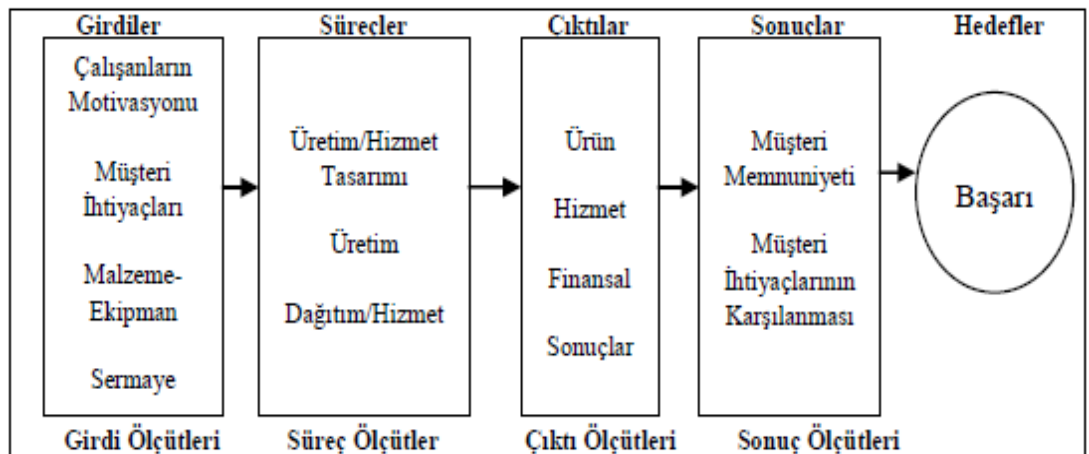 Girdiler
Süreçler
Çıktılar
Sonuçlar
Hedefler
Çalışanların
Motivasyonu
Müşteri
İhtiyaçları
Malzeme-
Ekipman
Sermaye
Üretim/Hizmet
Tasarımı
Üretim
Dağıtım/Hizmet
Ürün
Hizmet
Finansal
Sonuçlar
Müşteri
Memnuniyeti
Müşteri
İhtiyaçlarının
Karşılanması
Başarı
Girdi Ölçütleri
Süreç Ölçütler
Çıktı Ölçütleri
Sonuç Ölçütleri